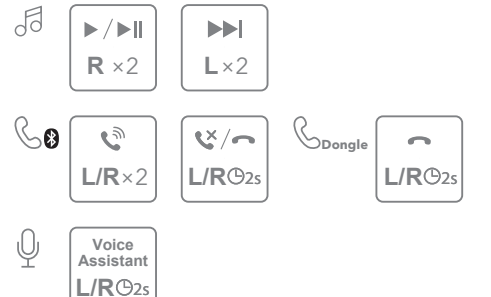 R ×2
L×2
L/R×2
L/R 2s
Dongle
L/R 2s
Voice
Assistant
L/R 2s